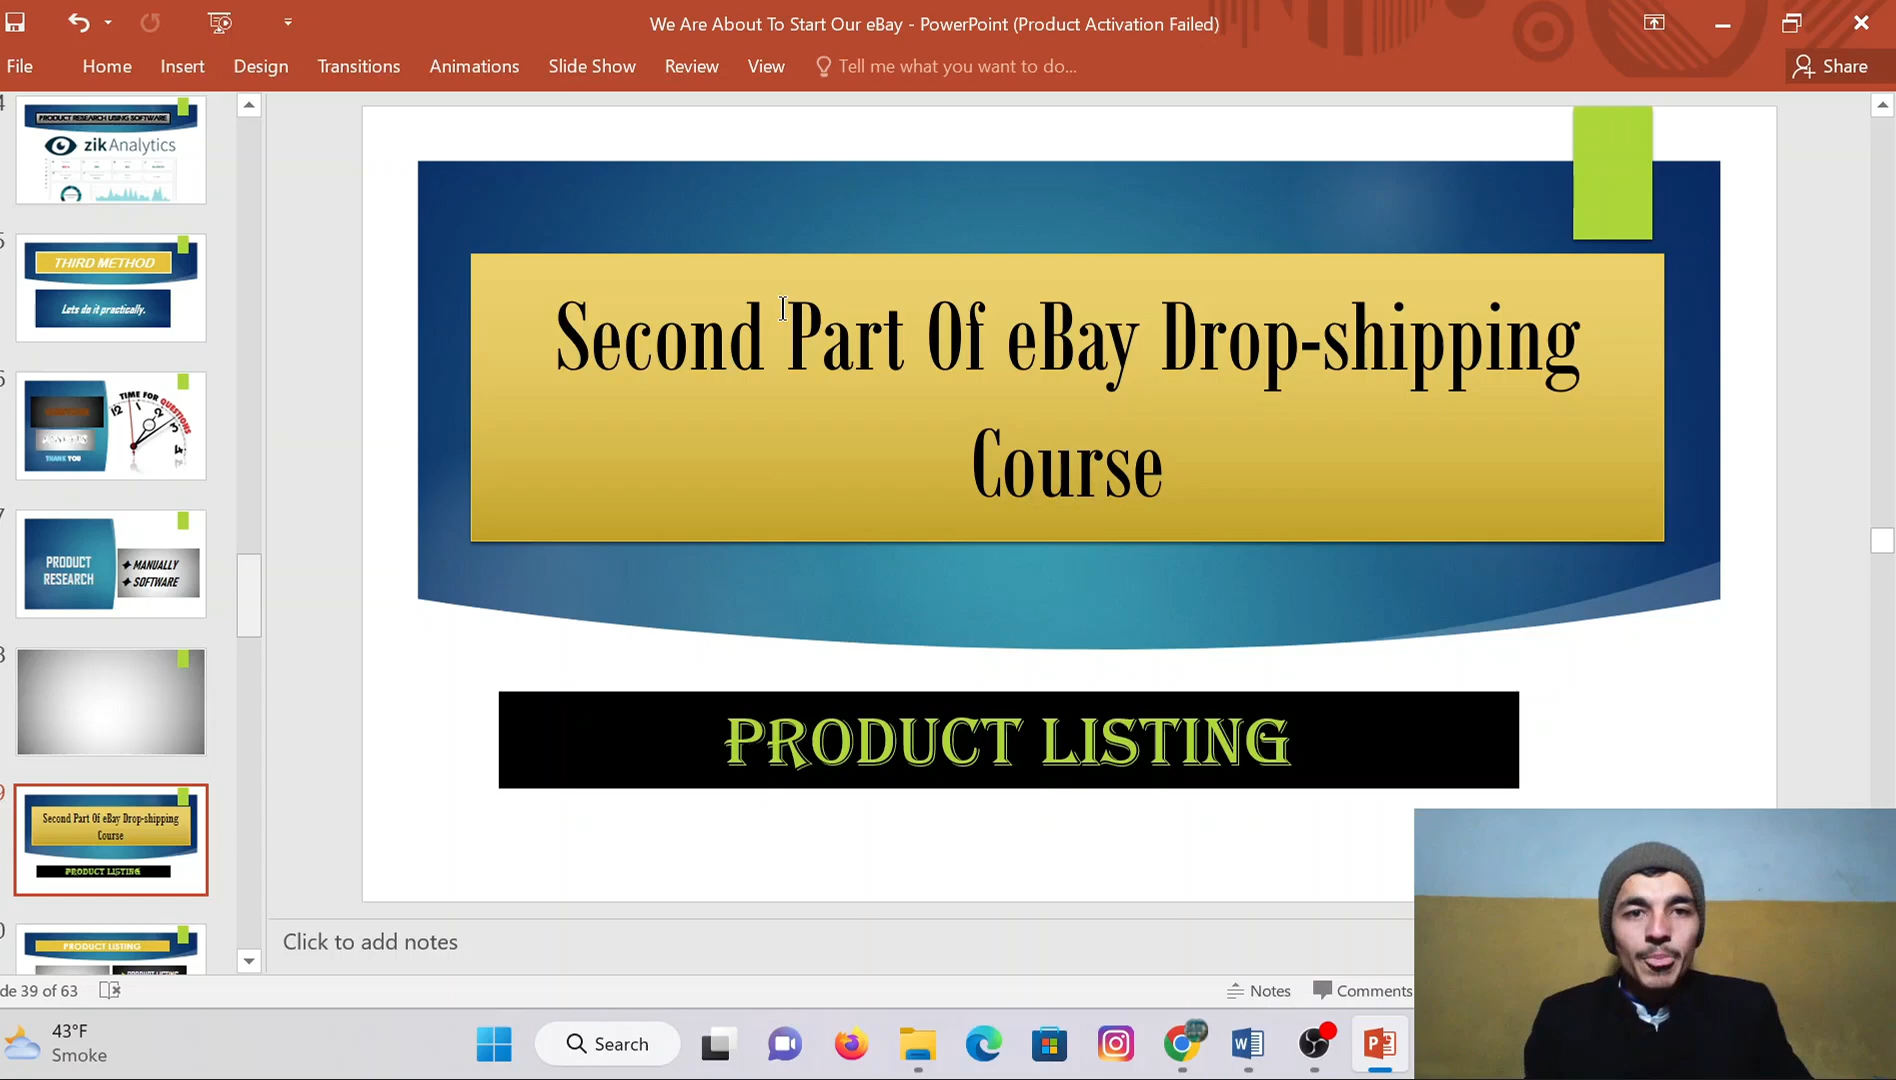 We Are About To Start Our eBay - PowerPoint (Product Activation Failed)
File Home Insert Design Transitions Animations Slide Show Review View Tell me what you want to do... Share
PRODUCT RESEARCH USING SOFTWARE
zikAnalytics
THIRD METHOD
Lets do it practically.
TIME FOR QUESTIONS
THANK YOU
PRODUCT
RESEARCH
MANUALLY
SOFTWARE
Second Part Of eBay Drop-shipping
Course
PRODUCT LISTING
PRODUCT LISTING
Second Part Of eBay Drop-shipping
Course
PRODUCT LISTING
Click to add notes
de 39 of 63
Notes Comments
43°F
Smoke
Search